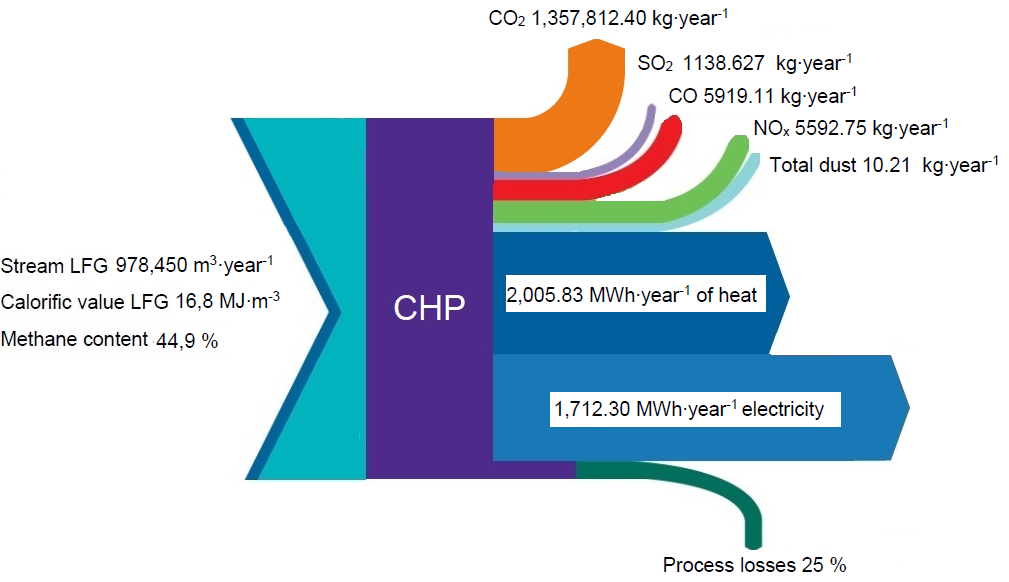 CO₂ 1,357,812.40 kg·year⁻¹
SO₂ 1138.627 kg·year⁻¹
CO 5919.11 kg·year⁻¹
NOₓ 5592.75 kg·year⁻¹
Total dust 10.21 kg·year⁻¹
Stream LFG 978,450 m³·year⁻¹
Calorific value LFG 16,8 MJ·m⁻³
Methane content 44,9 %
CHP
2,005.83 MWh·year⁻¹ of heat
1,712.30 MWh·year⁻¹ electricity
Process losses 25 %